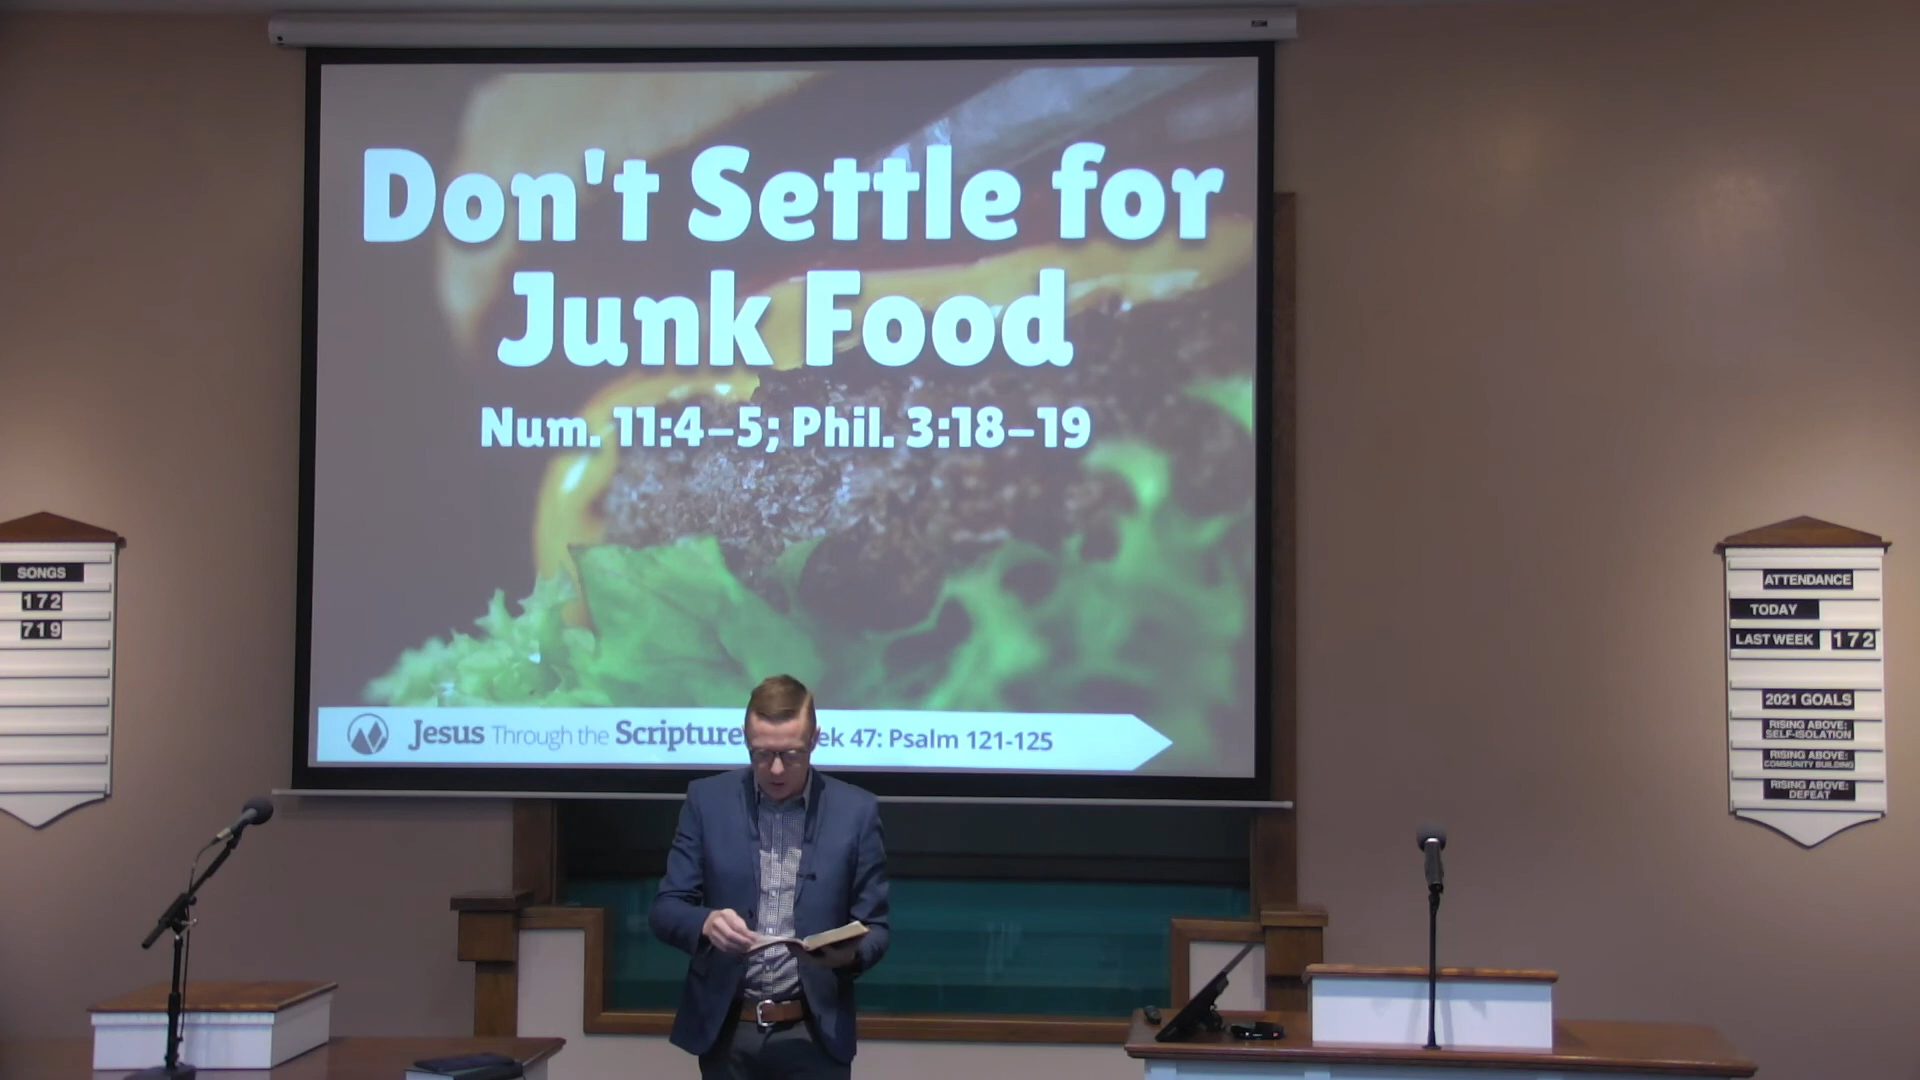 Don't Settle for
Junk Food
Num. 11:4–5; Phil. 3:18–19
Jesus Through the Scripture
ek 47: Psalm 121-125
SONGS
172
719
ATTENDANCE
TODAY
LAST WEEK 172
2021 GOALS
RISING ABOVE:
SELF-ISOLATION
RISING ABOVE:
COMMUNITY BUILDING
RISING ABOVE:
DEFEAT